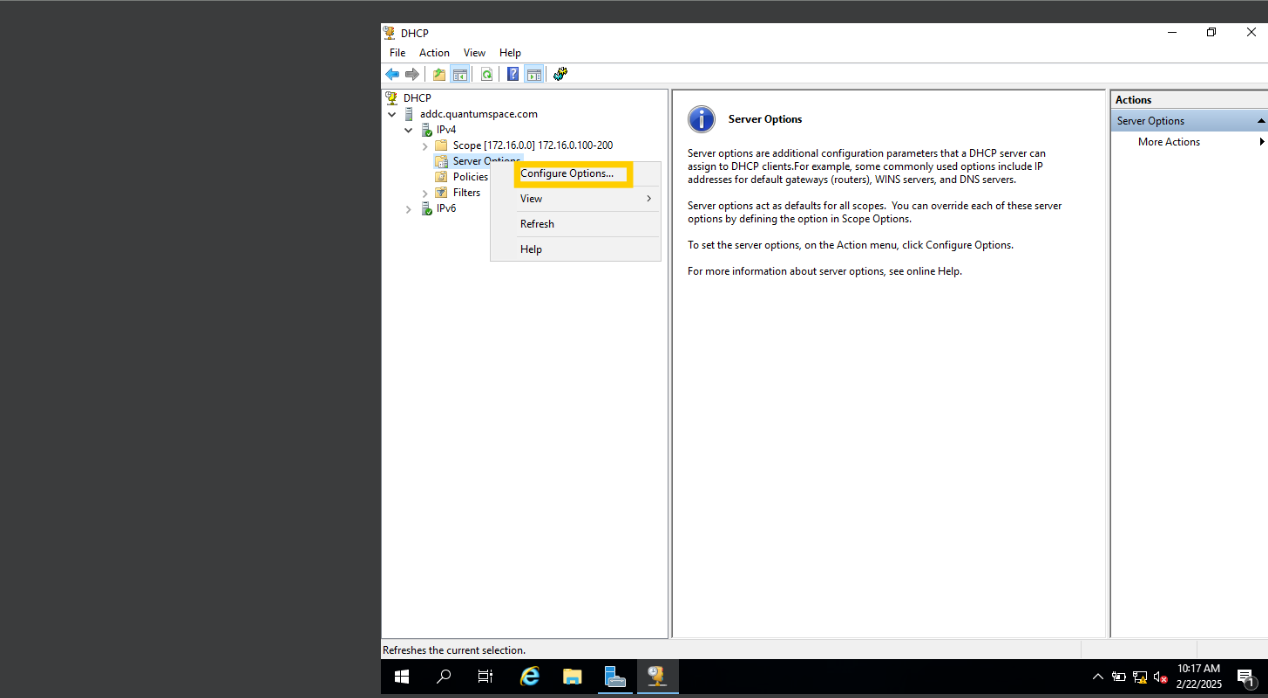 DHCP
File Action View Help
DHCP
addc.quantumspace.com
IPv4
Scope [172.16.0.0] 172.16.0.100-200
Server Options
Policies
Filters
IPv6
Configure Options...
View
Refresh
Help
Server Options
Server options are additional configuration parameters that a DHCP server can
assign to DHCP clients.For example, some commonly used options include IP
addresses for default gateways (routers), WINS servers, and DNS servers.
Server options act as defaults for all scopes. You can override each of these server
options by defining the option in Scope Options.
To set the server options, on the Action menu, click Configure Options.
For more information about server options, see online Help.
Actions
Server Options
More Actions
Refreshes the current selection.
10:17 AM
2/22/2025
1